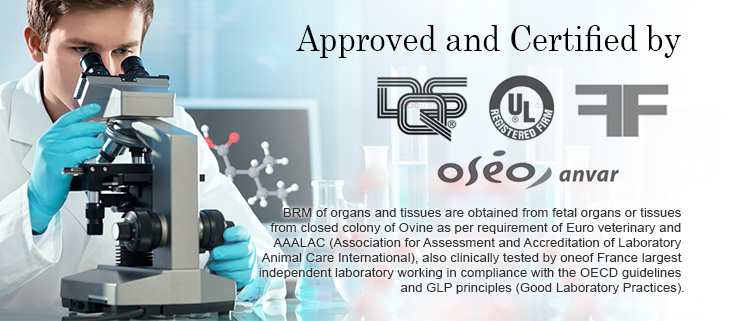 Approved and Certified by
DQS
®
UL
®
REGISTERED FIRM
FF
oséo anvar
BRM of organs and tissues are obtained from fetal organs or tissues
from closed colony of Ovine as per requirement of Euro veterinary and
AAALAC (Association for Assessment and Accreditation of Laboratory
Animal Care International), also clinically tested by oneof France largest
independent laboratory working in compliance with the OECD guidelines
and GLP principles (Good Laboratory Practices).